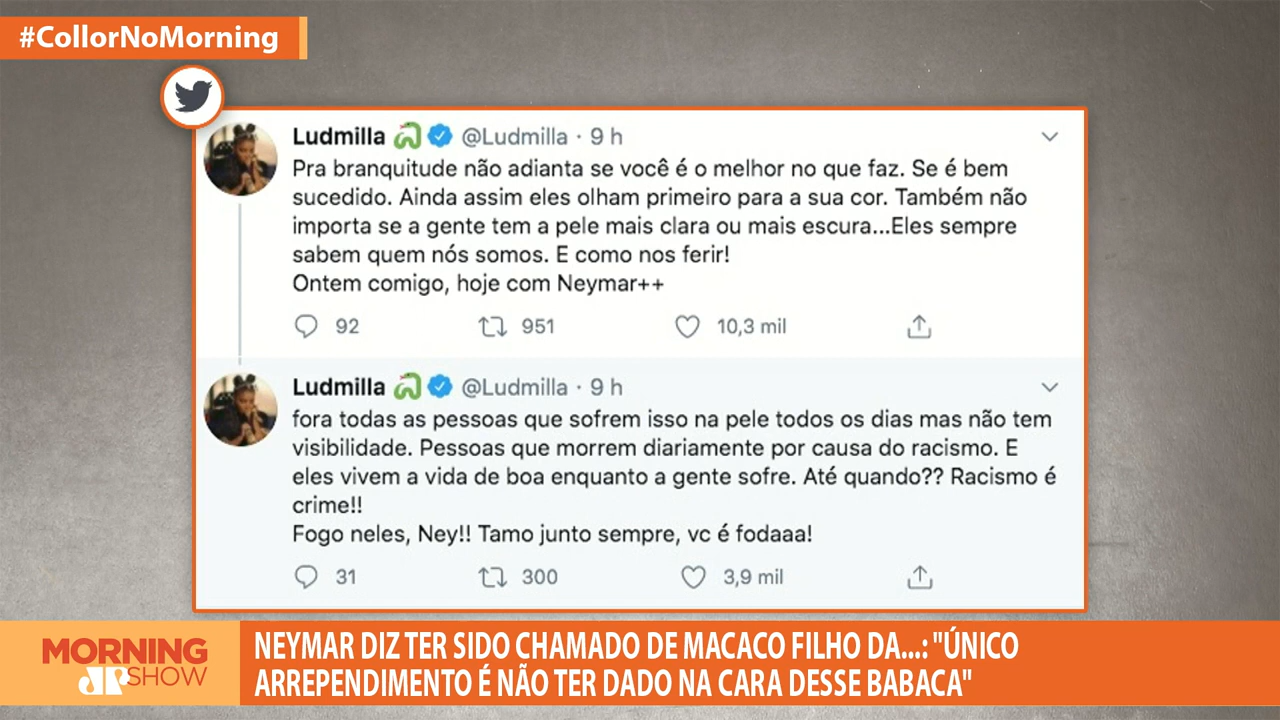 #CollorNoMorning
Ludmilla @Ludmilla · 9 h
Pra branquitude não adianta se você é o melhor no que faz. Se é bem
sucedido. Ainda assim eles olham primeiro para a sua cor. Também não
importa se a gente tem a pele mais clara ou mais escura...Eles sempre
sabem quem nós somos. E como nos ferir!
Ontem comigo, hoje com Neymar++
92 951 10,3 mil
Ludmilla @Ludmilla · 9 h
fora todas as pessoas que sofrem isso na pele todos os dias mas não tem
visibilidade. Pessoas que morrem diariamente por causa do racismo. E
eles vivem a vida de boa enquanto a gente sofre. Até quando?? Racismo é
crime!!
Fogo neles, Ney!! Tamo junto sempre, vc é fodaaa!
31 300 3,9 mil
MORNING
JP SHOW
NEYMAR DIZ TER SIDO CHAMADO DE MACACO FILHO DA...: "ÚNICO
ARREPENDIMENTO É NÃO TER DADO NA CARA DESSE BABACA"